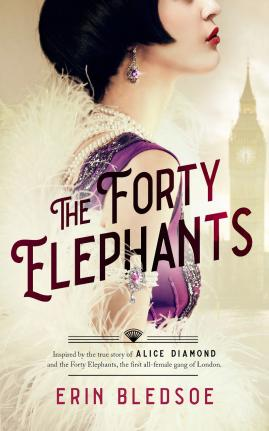 THE FORTY
ELEPHANTS
Inspired by the true story of ALICE DIAMOND
and the Forty Elephants, the first all-female gang of London.
ERIN BLEDSOE